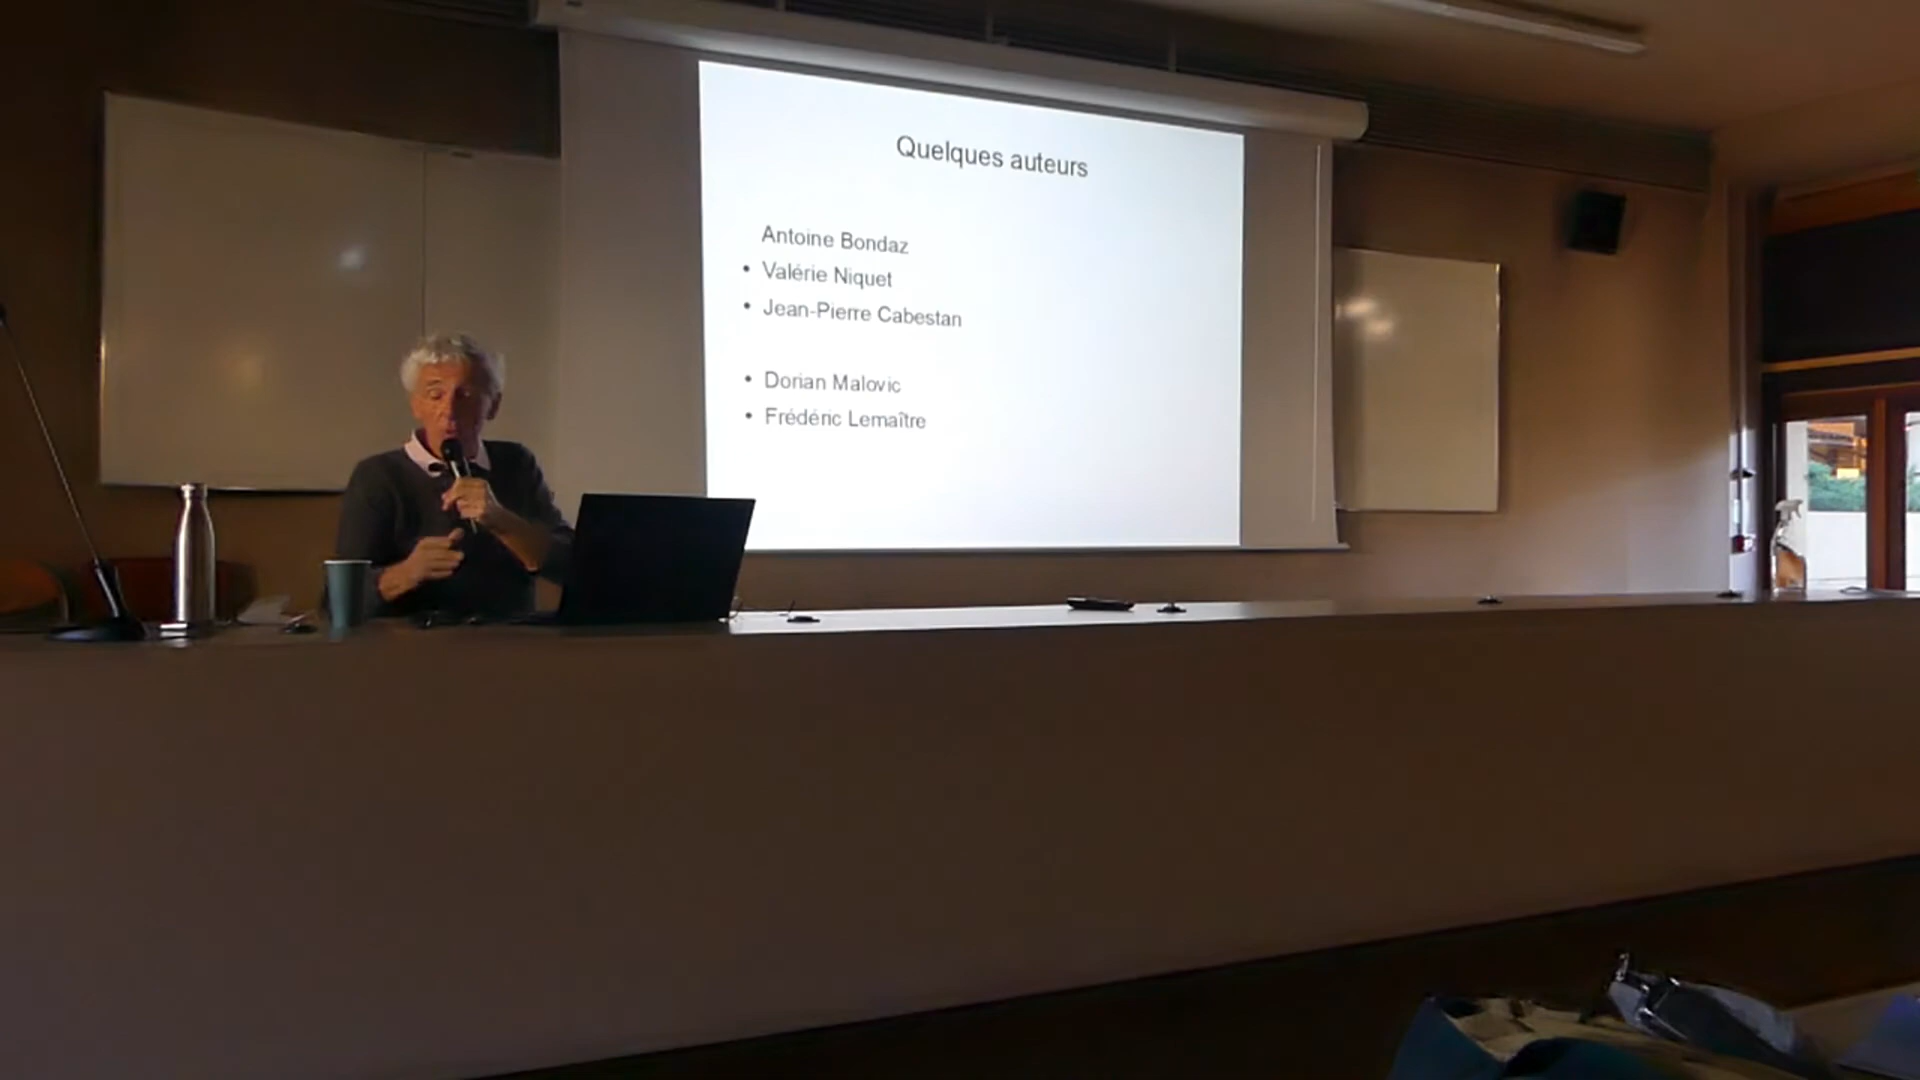 Quelques auteurs
Antoine Bondaz
• Valérie Niquet
• Jean-Pierre Cabestan
• Dorian Malovic
• Frédéric Lemaître